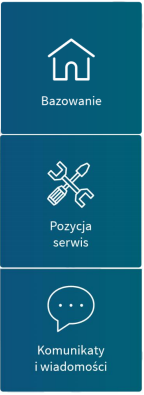 Bazowanie
Pozycja
serwis
Komunikaty
i wiadomości